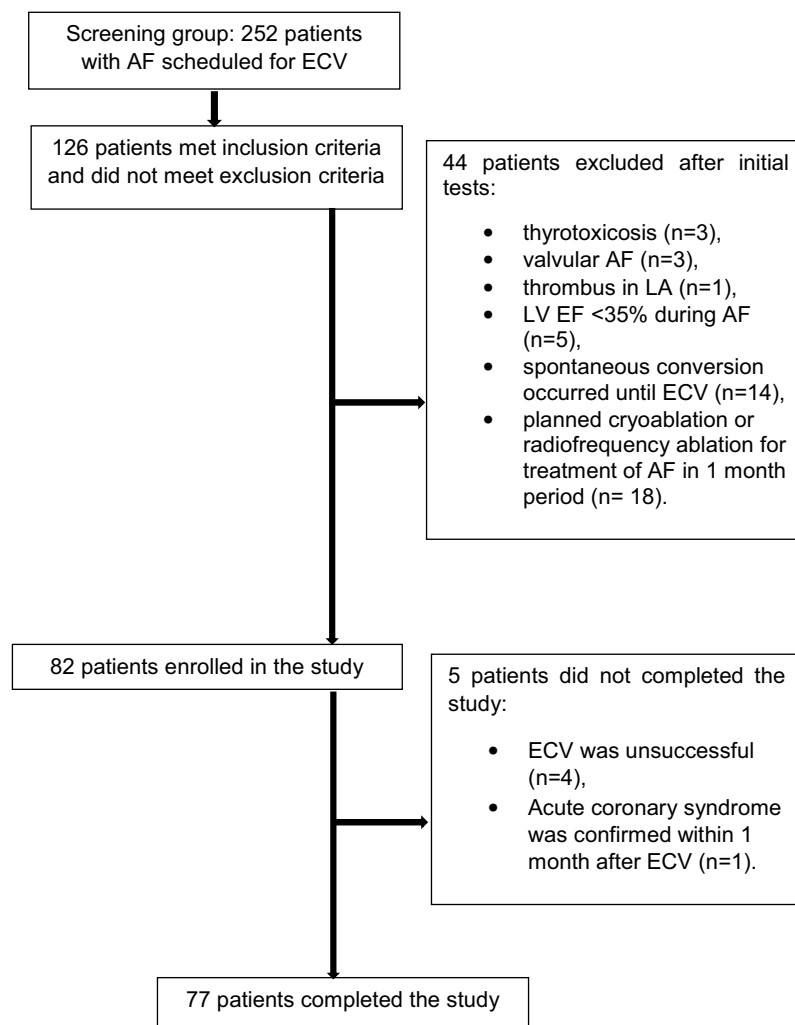 Screening group: 252 patients
with AF scheduled for ECV
126 patients met inclusion criteria
and did not meet exclusion criteria
44 patients excluded after initial
tests:
• thyrotoxicosis (n=3),
• valvular AF (n=3),
• thrombus in LA (n=1),
• LV EF <35% during AF
(n=5),
• spontaneous conversion
occurred until ECV (n=14),
• planned cryoablation or
radiofrequency ablation for
treatment of AF in 1 month
period (n= 18).
82 patients enrolled in the study
5 patients did not completed the
study:
• ECV was unsuccessful
(n=4),
• Acute coronary syndrome
was confirmed within 1
month after ECV (n=1).
77 patients completed the study